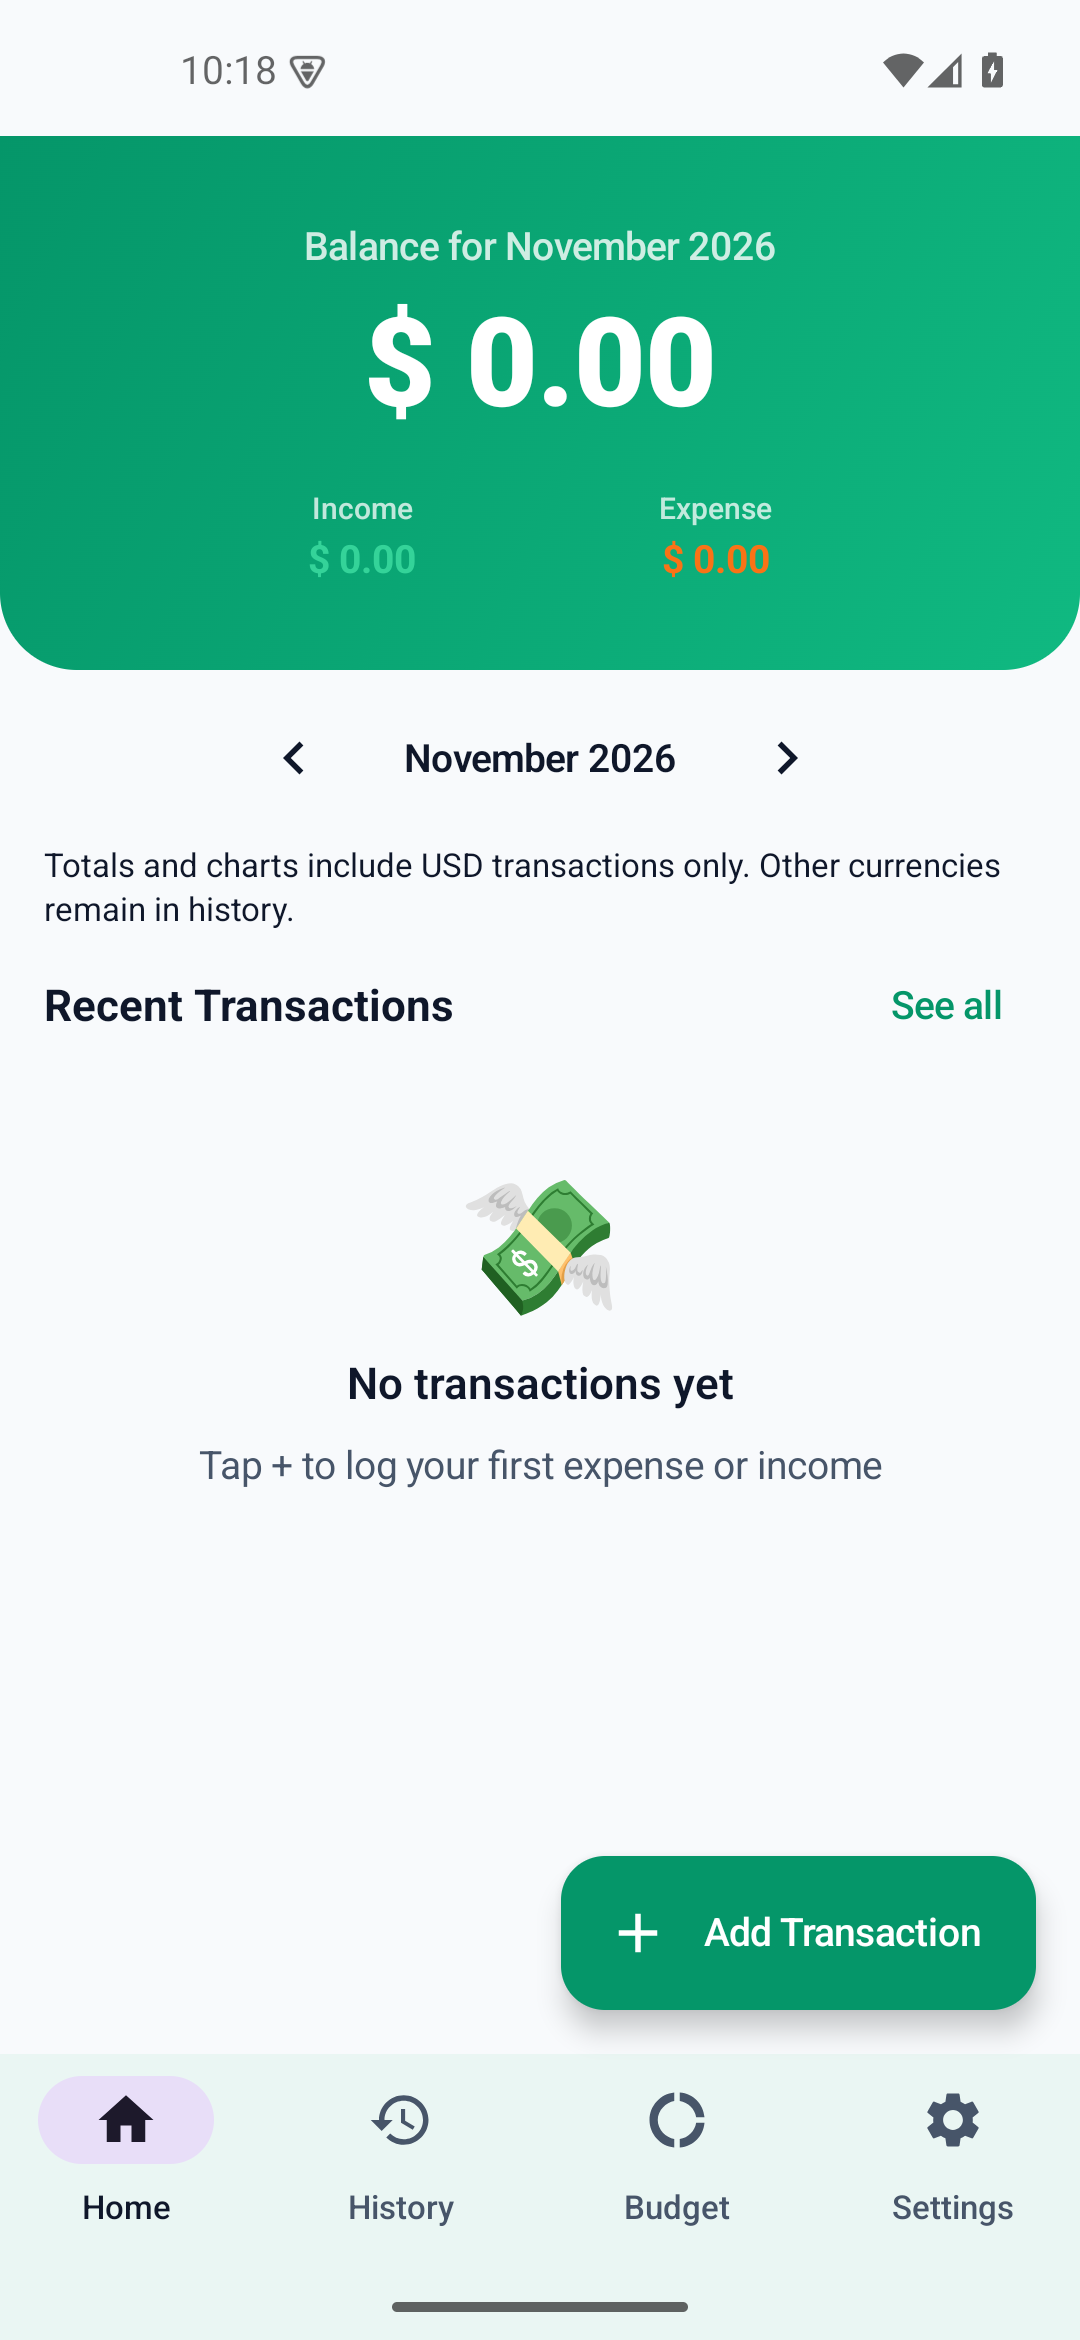 10:18
Balance for November 2026
$ 0.00
Income
Expense
$ 0.00
$ 0.00
November 2026
Totals and charts include USD transactions only. Other currencies
remain in history.
Recent Transactions
See all
No transactions yet
Tap + to log your first expense or income
Add Transaction
Home
History
Budget
Settings